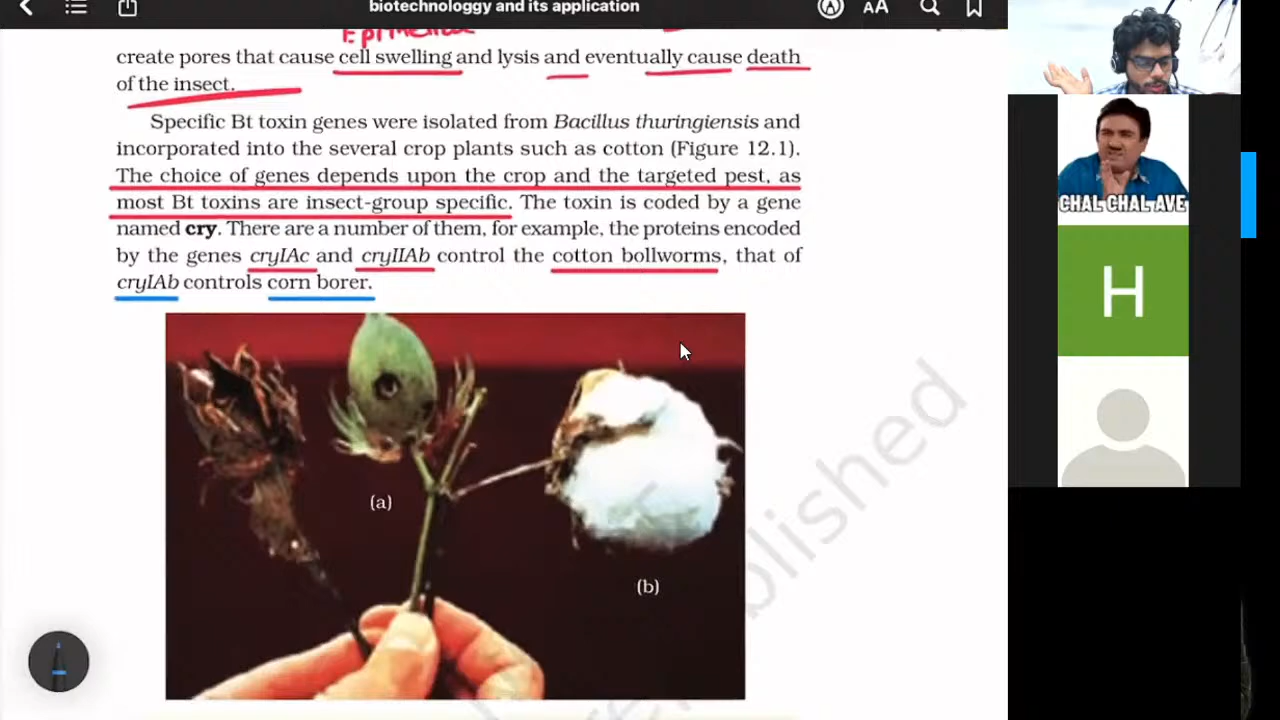 biotechnologgy and its application
AA
Epithelial
create pores that cause cell swelling and lysis and eventually cause death
of the insect.
Specific Bt toxin genes were isolated from Bacillus thuringiensis and
incorporated into the several crop plants such as cotton (Figure 12.1).
The choice of genes depends upon the crop and the targeted pest, as
most Bt toxins are insect-group specific. The toxin is coded by a gene
named cry. There are a number of them, for example, the proteins encoded
by the genes cryIAc and cryIIAb control the cotton bollworms, that of
cryIAb controls corn borer.
(a)
(b)
CHAL CHAL AVE
H